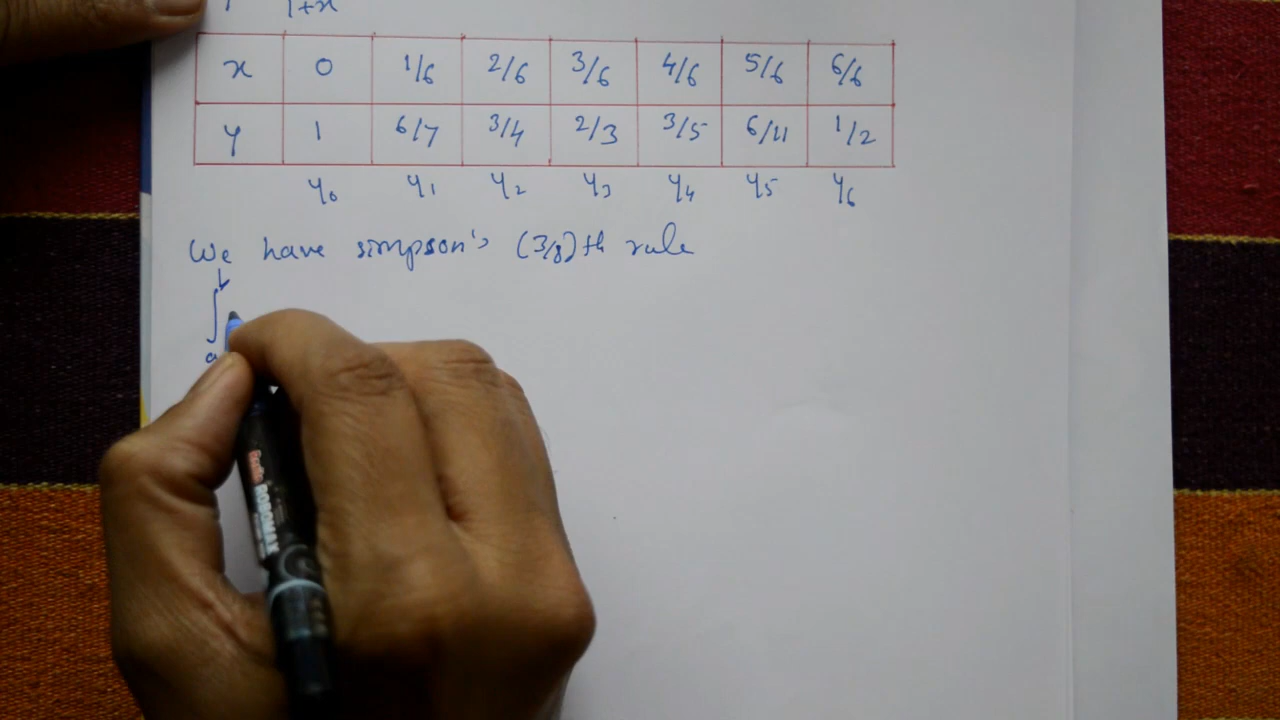 1+x
x 0 1/6 2/6 3/6 4/6 5/6 6/6
y 1 6/7 3/4 2/3 3/5 6/11 1/2
y₀ y₁ y₂ y₃ y₄ y₅ y₆
We have simpson's (3/8)th rule
∫
b
a
ROBOMAX